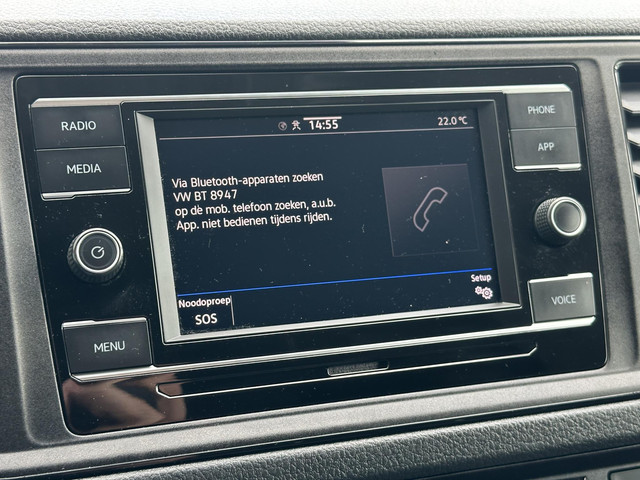 RADIO
MEDIA
MENU
14:55
22.0 °C
Via Bluetooth-apparaten zoeken
VW BT 8947
op de mob. telefoon zoeken, a.u.b.
App. niet bedienen tijdens rijden.
Setup
Noodoproep
SOS
PHONE
APP
VOICE